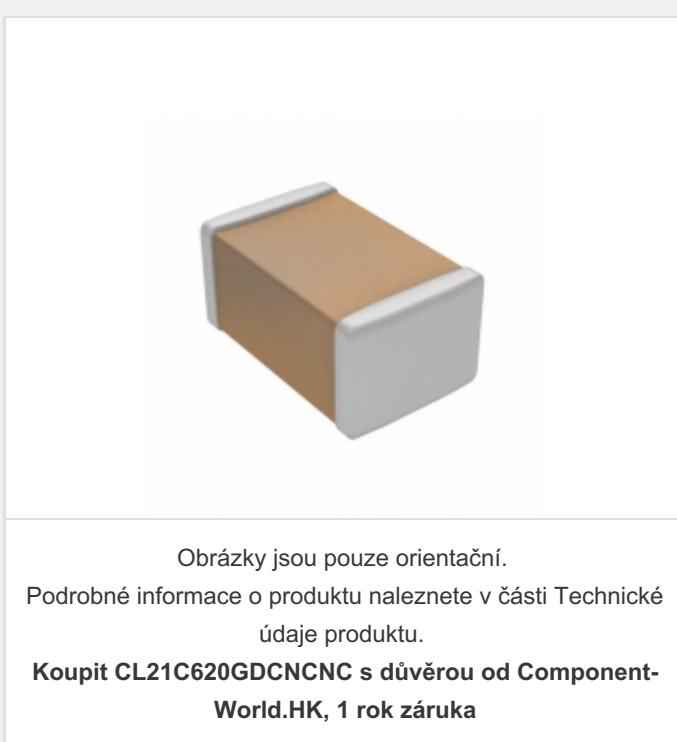 Obrázky jsou pouze orientační.
Podrobné informace o produktu naleznete v části Technické
údaje produktu.
Koupit CL21C620GDCNCNC s důvěrou od Component-
World.HK, 1 rok záruka